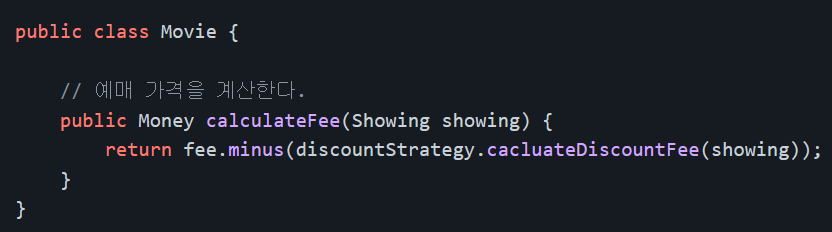 public class Movie {
// 예매 가격을 계산한다.
public Money calculateFee(Showing showing) {
return fee.minus(discountStrategy.cacluateDiscountFee(showing));
}
}